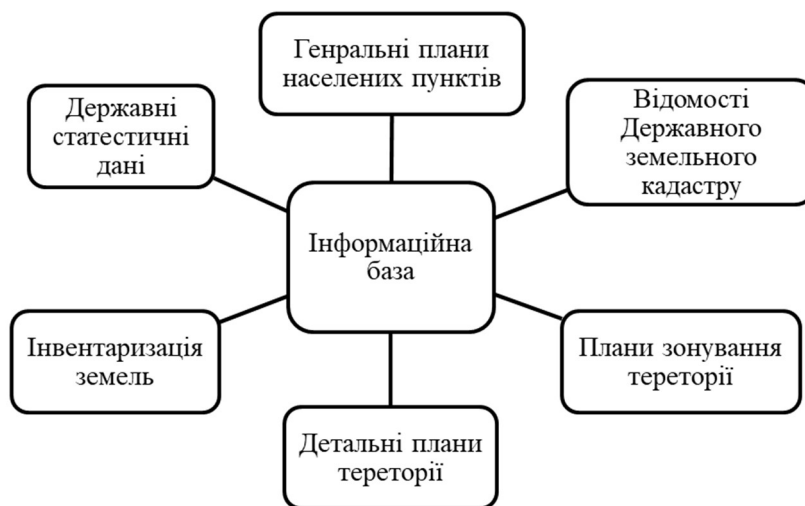 Генральні плани
населених пунктів
Державні
статестичні
дані
Відомості
Державного
земельного
кадастру
Інформаційна
база
Інвентаризація
земель
Плани зонування
тереторії
Детальні плани
тереторії